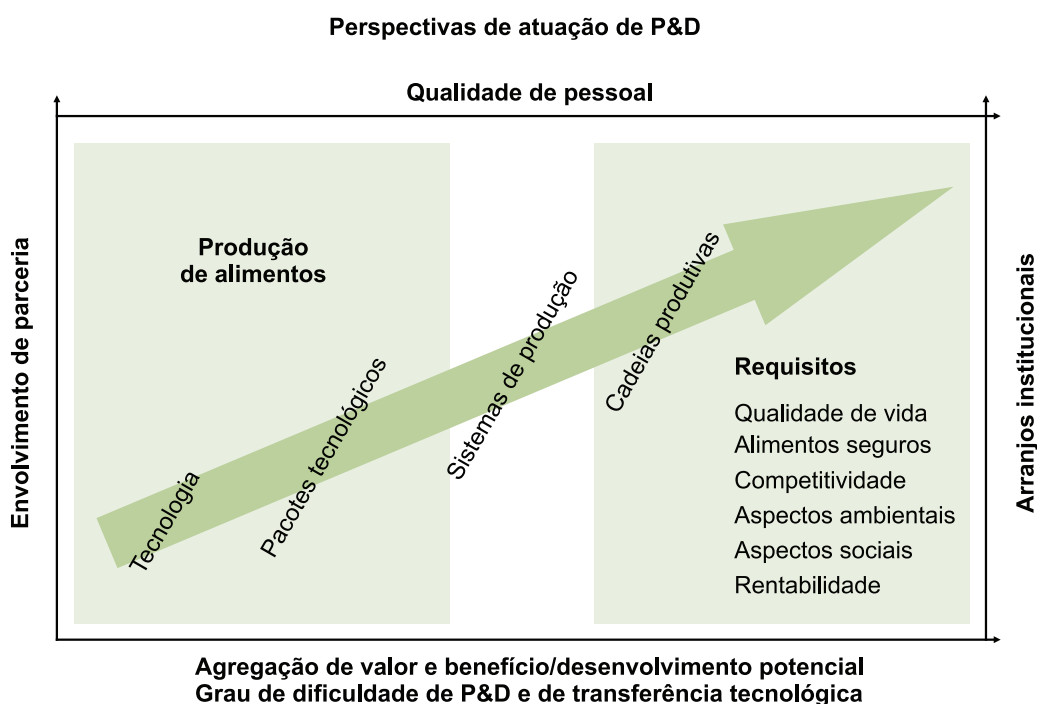 Perspectivas de atuação de P&D
Qualidade de pessoal
Envolvimento de parceria
Produção
de alimentos
Tecnologia
Pacotes tecnológicos
Sistemas de produção
Cadeias produtivas
Requisitos
Qualidade de vida
Alimentos seguros
Competitividade
Aspectos ambientais
Aspectos sociais
Rentabilidade
Arranjos institucionais
Agregação de valor e benefício/desenvolvimento potencial
Grau de dificuldade de P&D e de transferência tecnológica